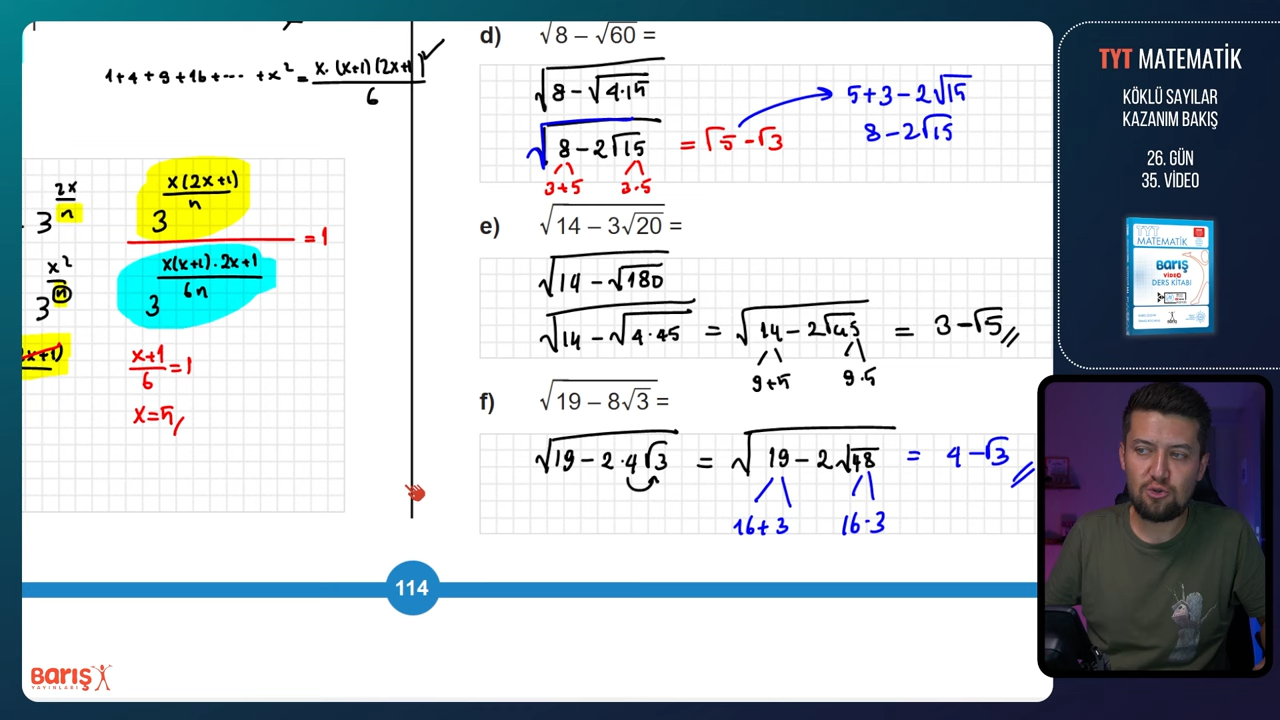 1+4+9+16+.... +x² = x.(x+1)(2x+1) / 6
3^(2x/n)
3^(x²/n)
x+1)
3^(x(2x+1)/n) / 3^(x(x+1).2x+1/6n) = 1
x+1/6 = 1
x=5
d) √(8 – √60) =
√(8 – √(4.15))
√(8 – 2√15) = √5 – √3
3+5 3.5
5+3–2√15
8–2√15
e) √(14 – 3√20) =
√(14 – √180)
√(14 – √(4.45)) = √(14 – 2√45) = 3–√5
9+5 9.5
f) √(19 – 8√3) =
√(19 – 2.4√3) = √(19 – 2√48) = 4–√3
16+3 16.3
114
BARIŞ
YAYINLARI
TYT MATEMATİK
KÖKLÜ SAYILAR
KAZANIM BAKIŞ
26. GÜN
35. VİDEO
TYT
MATEMATİK
BARIŞ
VİDEO
DERS KİTABI